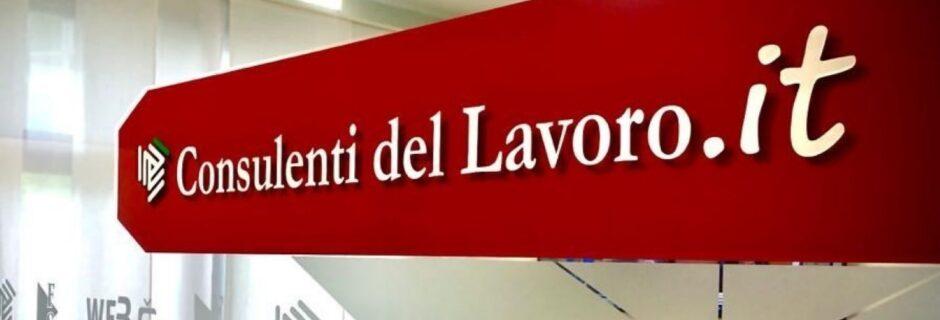 Consulenti del Lavoro.it